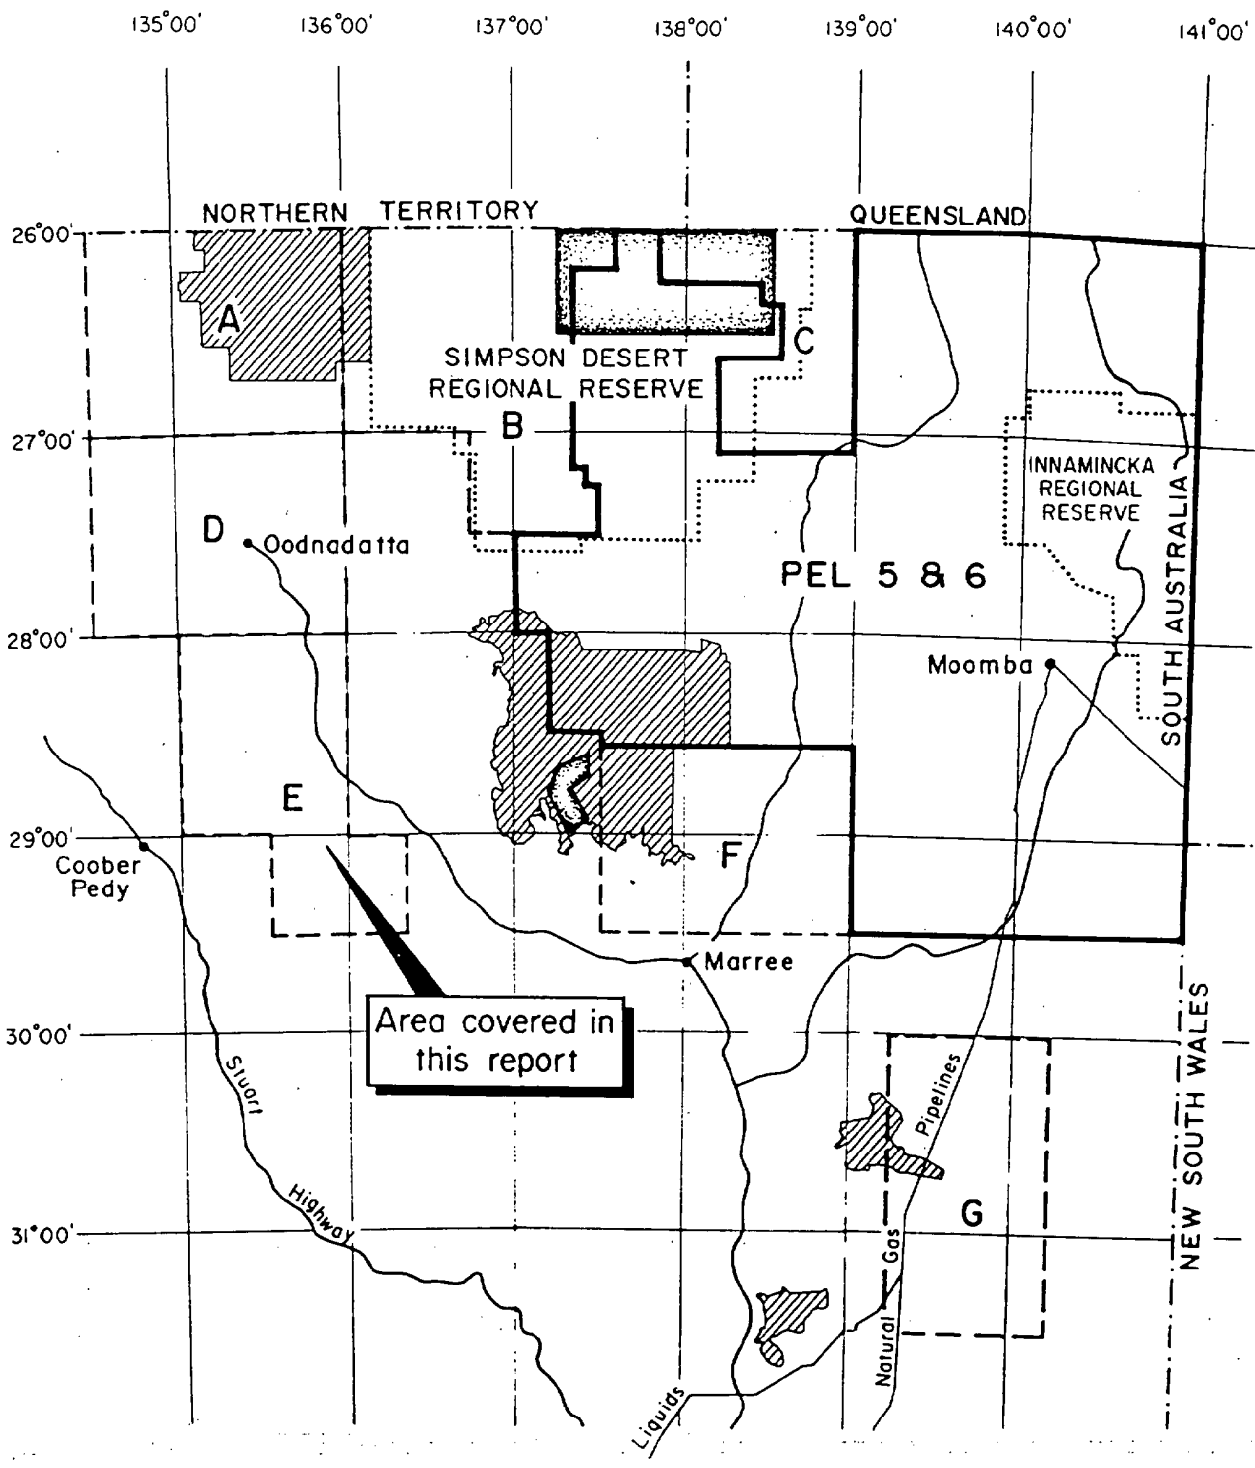 135°00' 136°00' 137°00' 138°00' 139°00' 140°00' 141°00'
NORTHERN TERRITORY
QUEENSLAND
26°00'
A
C
SIMPSON DESERT
REGIONAL RESERVE
B
27°00'
INNAMINCKA
REGIONAL
RESERVE
D
Oodnadatta
PEL 5 & 6
SOUTH AUSTRALIA
28°00'
Moomba
E
29°00'
Coober
Pedy
F
Marree
Area covered in
this report
30°00'
Stuart
Highway
Pipelines
Gas
Natural
Liquids
G
31°00'
NEW SOUTH WALES